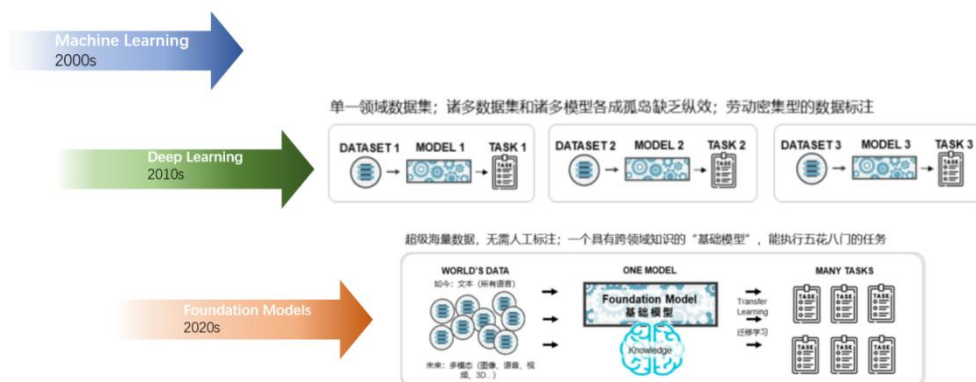 Machine Learning
2000s
单一领域数据集；诸多数据集和诸多模型各成孤岛缺乏纵效；劳动密集型的数据标注
Deep Learning
2010s
DATASET 1 MODEL 1 TASK 1
TASK
DATASET 2 MODEL 2 TASK 2
TASK
DATASET 3 MODEL 3 TASK 3
TASK
超级海量数据，无需人工标注；一个具有跨领域知识的“基础模型”，能执行五花八门的任务
Foundation Models
2020s
WORLD'S DATA
如今：文本（所有语言）
未来：多模态（图像、语音、视
频、3D...）
ONE MODEL
Foundation Model
基础模型
Knowledge
Transfer
Learning
迁移学习
MANY TASKS
TASK TASK TASK
TASK TASK TASK